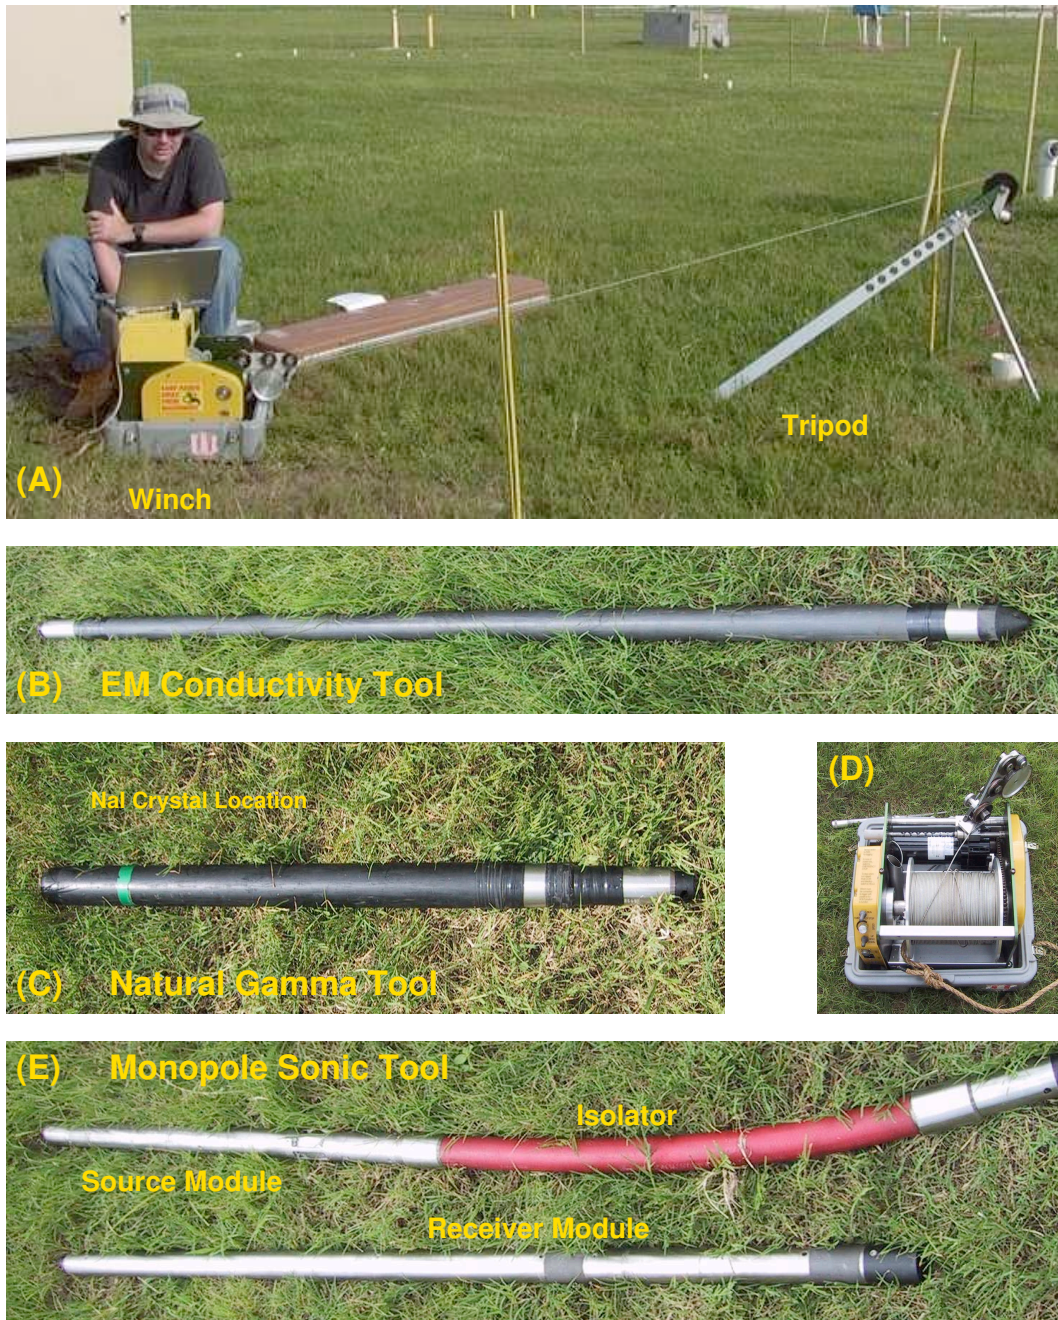 Tripod
(A)
Winch
(B) EM Conductivity Tool
NaI Crystal Location
(D)
(C) Natural Gamma Tool
(E) Monopole Sonic Tool
Isolator
Source Module
Receiver Module